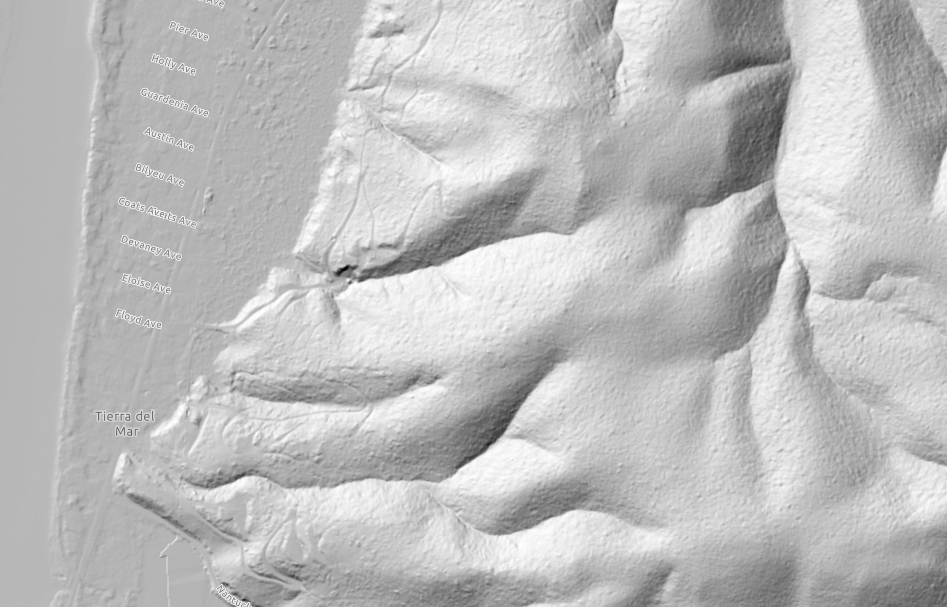 Pier Ave
Holly Ave
Guardenia Ave
Austin Ave
Bilyeu Ave
Coats Averts Ave
Devaney Ave
Eloise Ave
Floyd Ave
Tierra del
Mar